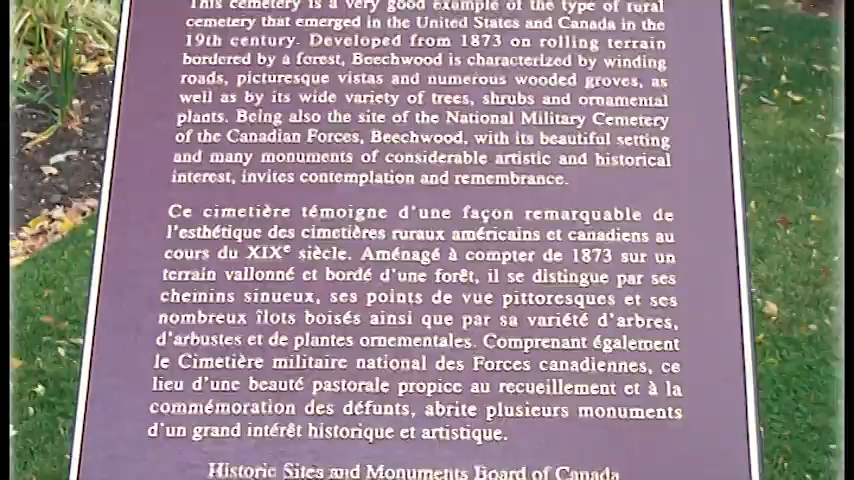 This cemetery is a very good example of the type of rural
cemetery that emerged in the United States and Canada in the
19th century. Developed from 1873 on rolling terrain
bordered by a forest, Beechwood is characterized by winding
roads, picturesque vistas and numerous wooded groves, as
well as by its wide variety of trees, shrubs and ornamental
plants. Being also the site of the National Military Cemetery
of the Canadian Forces, Beechwood, with its beautiful setting
and many monuments of considerable artistic and historical
interest, invites contemplation and remembrance.
Ce cimetière témoigne d'une façon remarquable de
l'esthétique des cimetières ruraux américains et canadiens au
cours du XIXe siècle. Aménagé à compter de 1873 sur un
terrain vallonné et bordé d'une forêt, il se distingue par ses
chemins sinueux, ses points de vue pittoresques et ses
nombreux îlots boisés ainsi que par sa variété d'arbres,
d'arbustes et de plantes ornementales. Comprenant également
le Cimetière militaire national des Forces canadiennes, ce
lieu d'une beauté pastorale propice au recueillement et à la
commémoration des défunts, abrite plusieurs monuments
d'un grand intérêt historique et artistique.
Historic Sites and Monuments Board of Canada